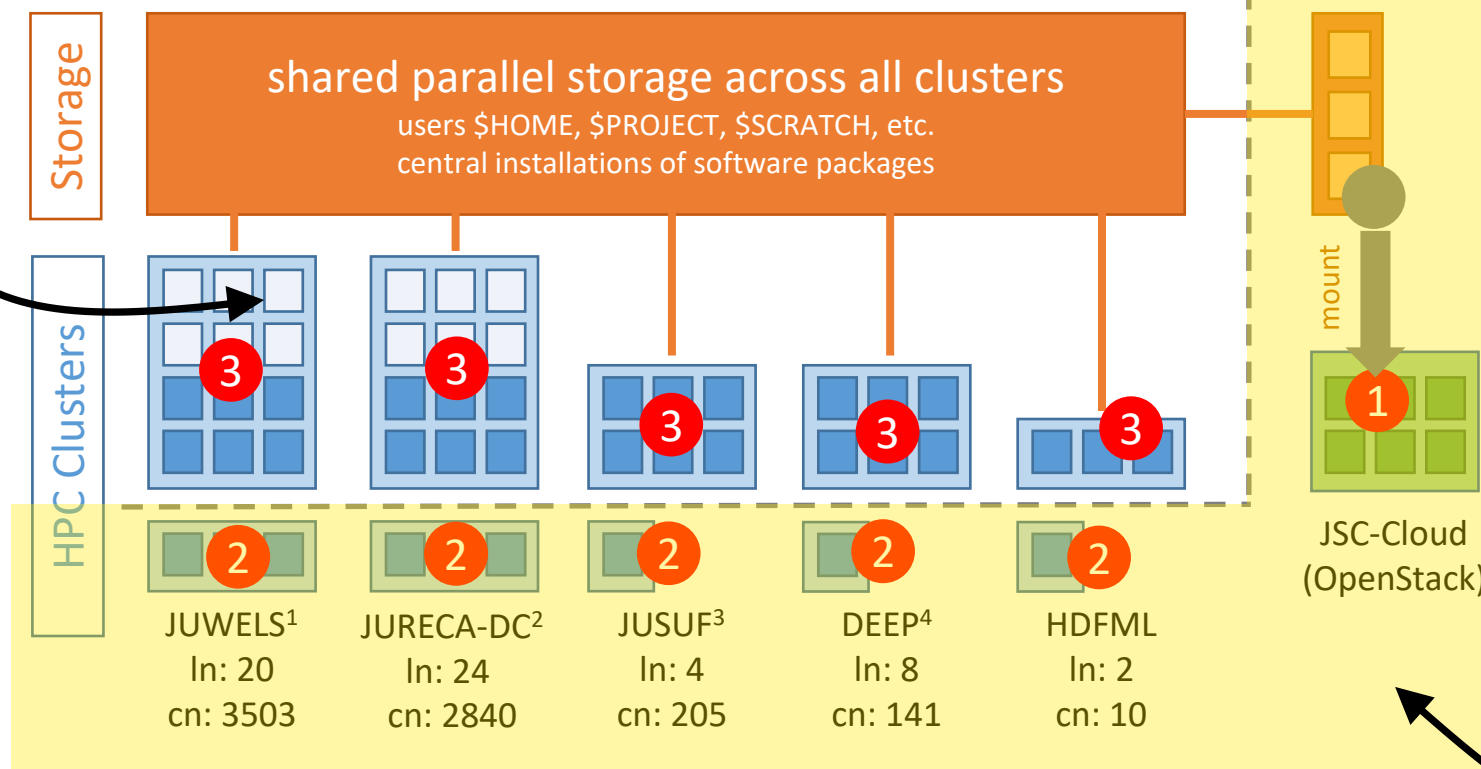 Storage
shared parallel storage across all clusters
users $HOME, $PROJECT, $SCRATCH, etc.
central installations of software packages
mount
HPC Clusters
3
3
3
3
3
1
2
2
2
2
2
JUWELS¹
ln: 20
cn: 3503
JURECA-DC²
ln: 24
cn: 2840
JUSUF³
ln: 4
cn: 205
DEEP⁴
ln: 8
cn: 141
HDFML
ln: 2
cn: 10
JSC-Cloud
(OpenStack)